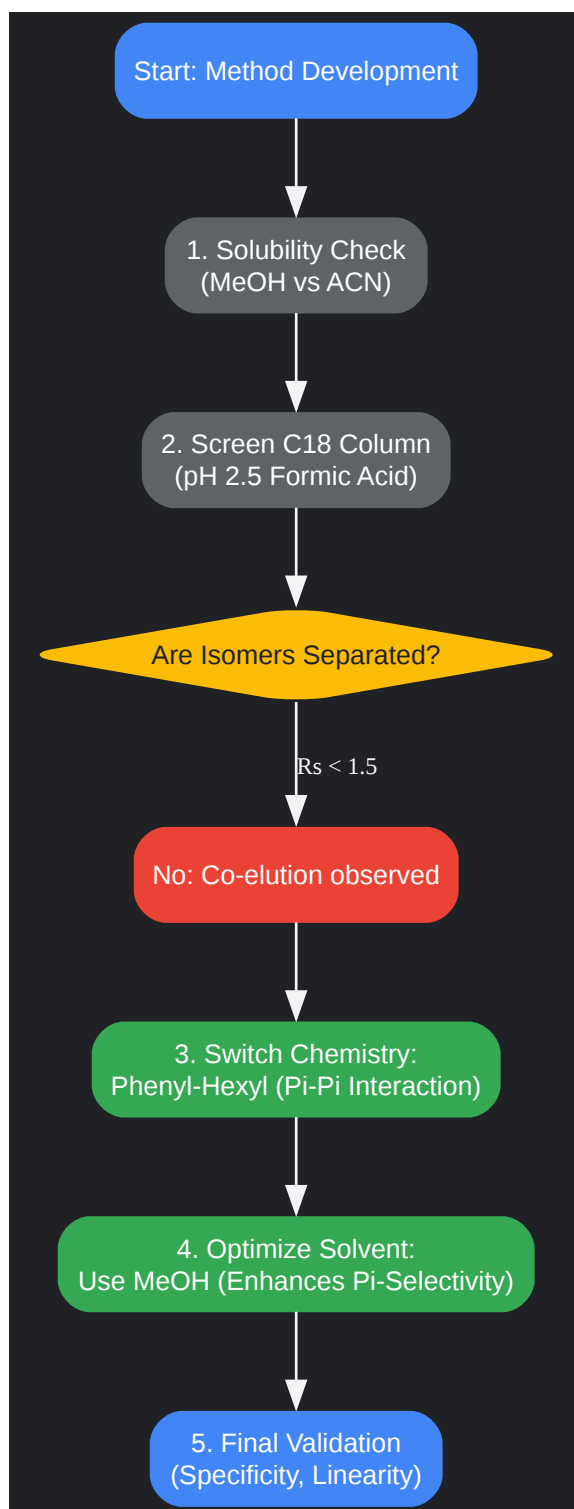 Start: Method Development
1. Solubility Check
(MeOH vs ACN)
2. Screen C18 Column
(pH 2.5 Formic Acid)
Are Isomers Separated?
Rs < 1.5
No: Co-elution observed
3. Switch Chemistry:
Phenyl-Hexyl (Pi-Pi Interaction)
4. Optimize Solvent:
Use MeOH (Enhances Pi-Selectivity)
5. Final Validation
(Specificity, Linearity)